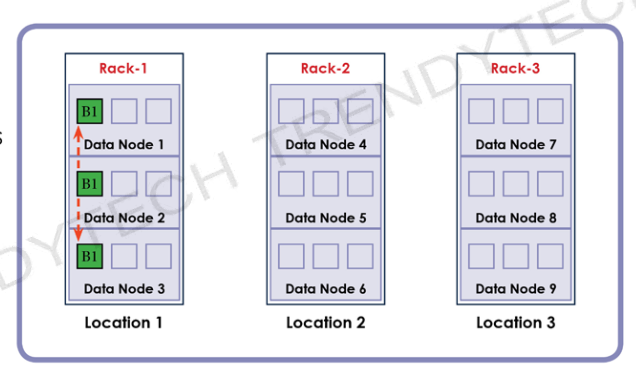 S
Rack-1
B1
Data Node 1
B1
Data Node 2
B1
Data Node 3
Location 1
Rack-2
Data Node 4
Data Node 5
Data Node 6
Location 2
Rack-3
Data Node 7
Data Node 8
Data Node 9
Location 3
DYTECH TRENDYTECH